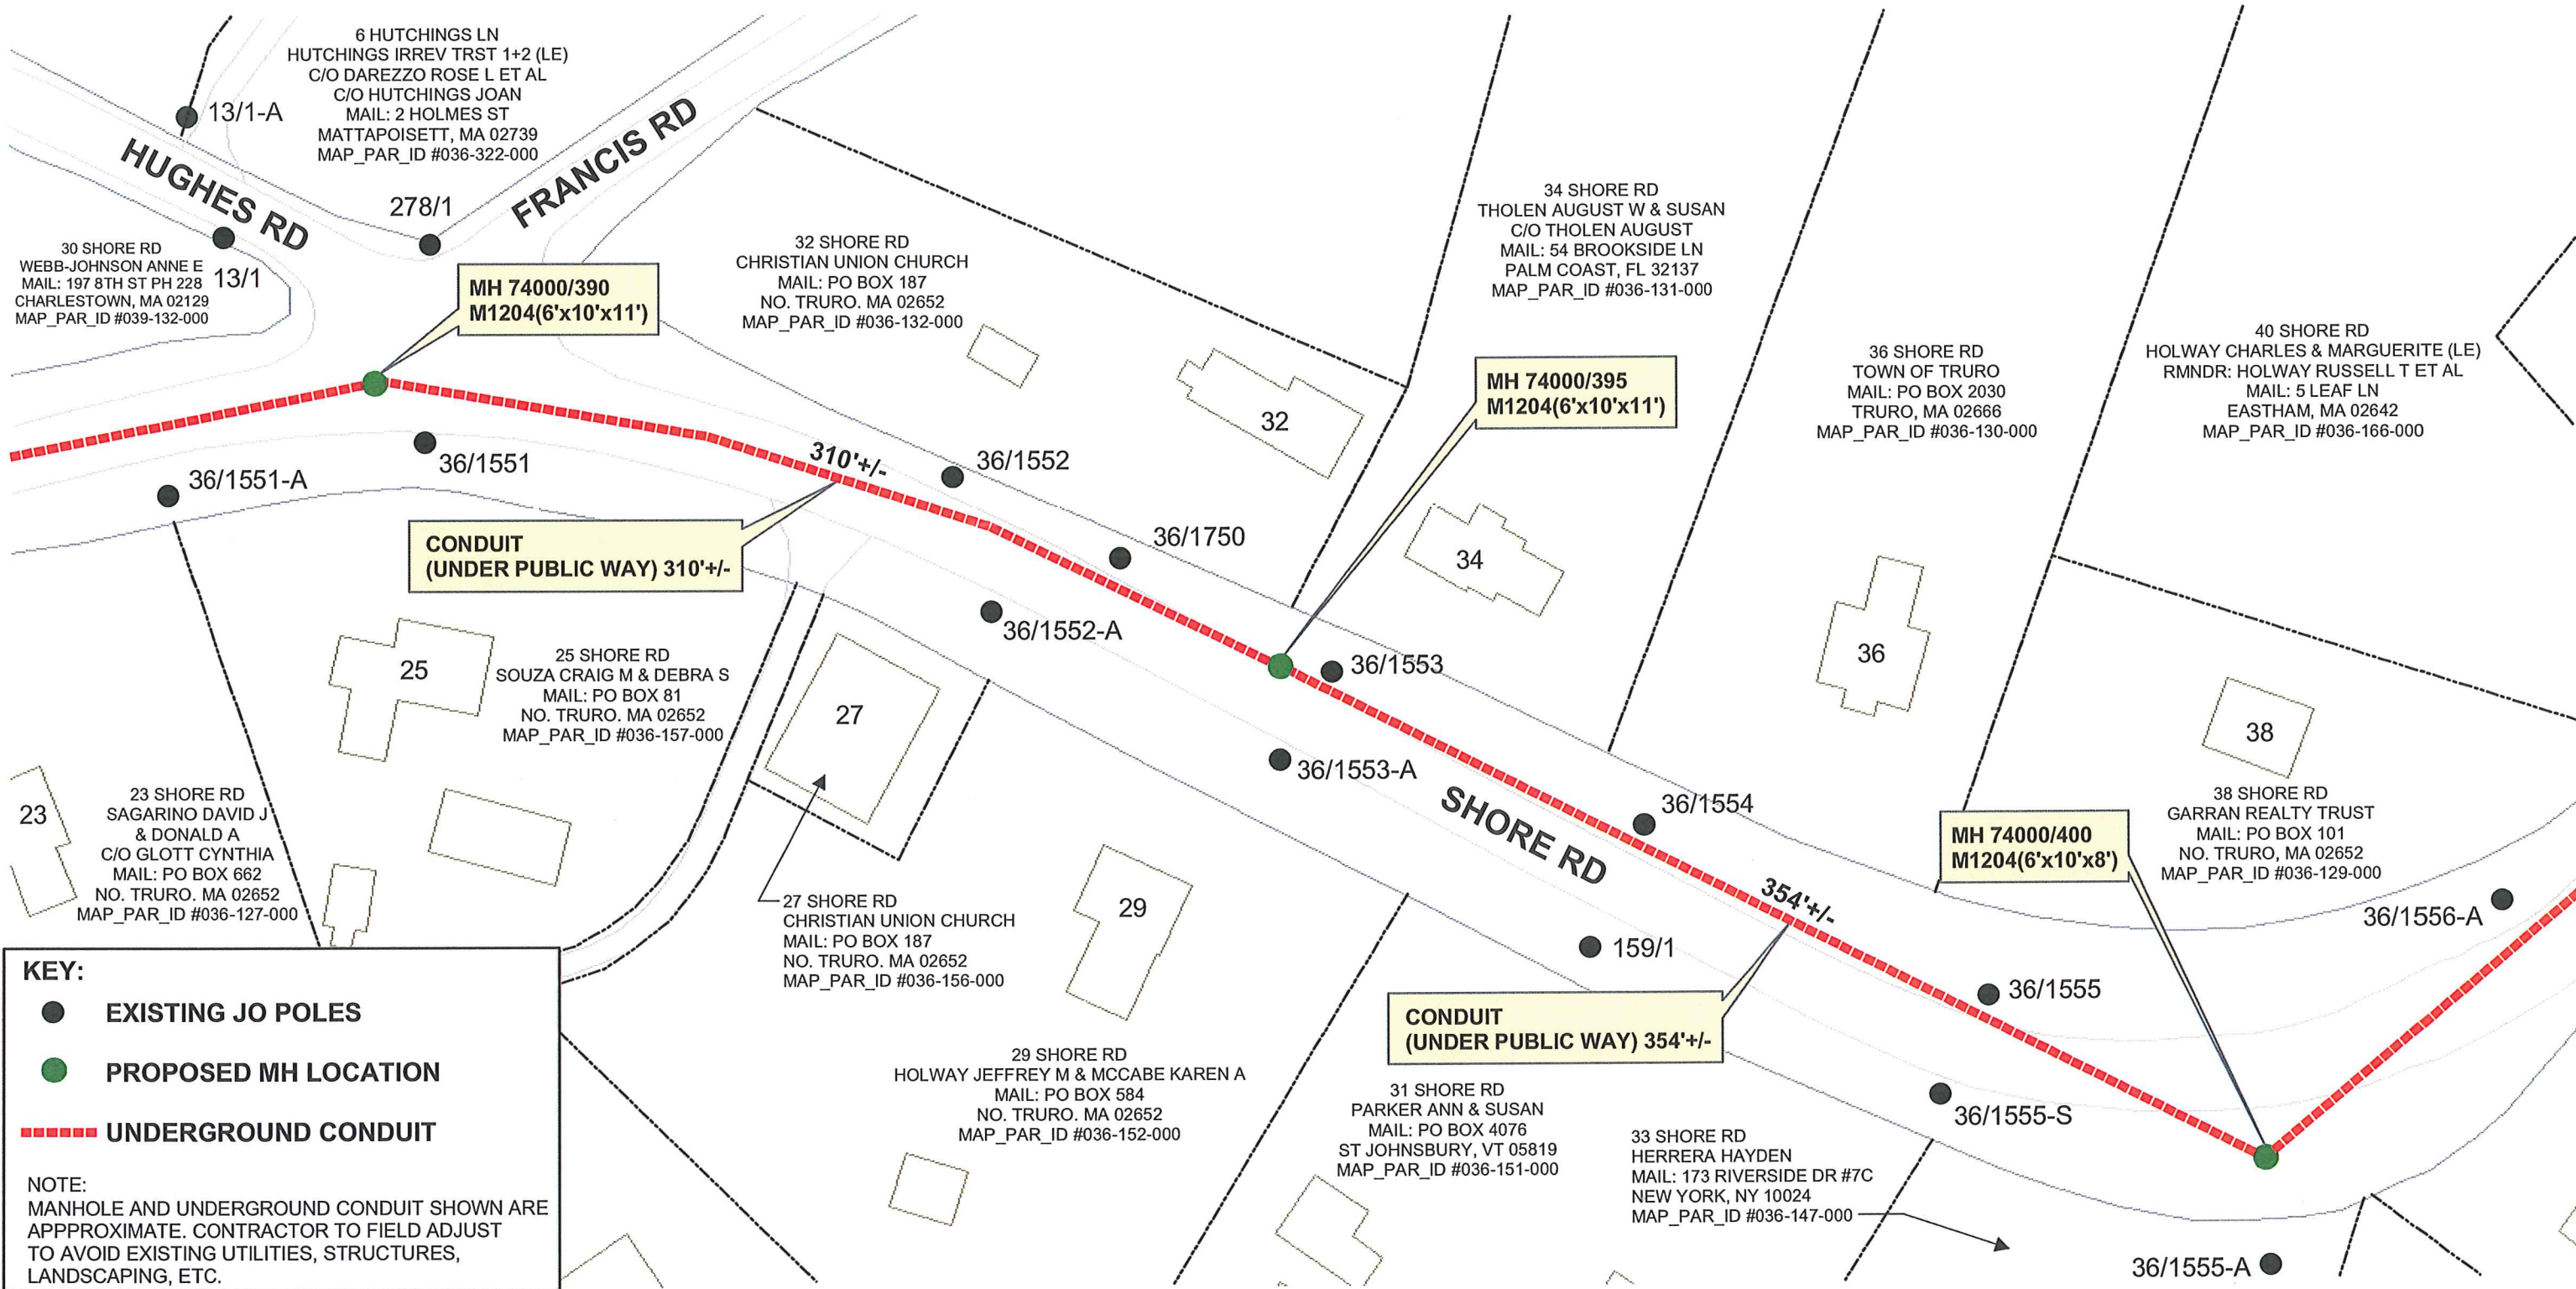 6 HUTCHINGS LN
HUTCHINGS IRREV TRST 1+2 (LE)
C/O DAREZZO ROSE L ET AL
C/O HUTCHINGS JOAN
MAIL: 2 HOLMES ST
MATTAPOISETT, MA 02739
MAP_PAR_ID #036-322-000
13/1-A
HUGHES RD
FRANCIS RD
278/1
30 SHORE RD
WEBB-JOHNSON ANNE E
MAIL: 197 8TH ST PH 228
CHARLESTOWN, MA 02129
MAP_PAR_ID #039-132-000
13/1
MH 74000/390
M1204(6'x10'x11')
32 SHORE RD
CHRISTIAN UNION CHURCH
MAIL: PO BOX 187
NO. TRURO. MA 02652
MAP_PAR_ID #036-132-000
34 SHORE RD
THOLEN AUGUST W & SUSAN
C/O THOLEN AUGUST
MAIL: 54 BROOKSIDE LN
PALM COAST, FL 32137
MAP_PAR_ID #036-131-000
36 SHORE RD
TOWN OF TRURO
MAIL: PO BOX 2030
TRURO, MA 02666
MAP_PAR_ID #036-130-000
40 SHORE RD
HOLWAY CHARLES & MARGUERITE (LE)
RMNDR: HOLWAY RUSSELL T ET AL
MAIL: 5 LEAF LN
EASTHAM, MA 02642
MAP_PAR_ID #036-166-000
MH 74000/395
M1204(6'x10'x11')
32
36/1551
36/1551-A
310'+/-
36/1552
36/1750
CONDUIT
(UNDER PUBLIC WAY) 310'+/-
36/1552-A
34
36
36/1553
36/1553-A
25
25 SHORE RD
SOUZA CRAIG M & DEBRA S
MAIL: PO BOX 81
NO. TRURO. MA 02652
MAP_PAR_ID #036-157-000
27
38
38 SHORE RD
GARRAN REALTY TRUST
MAIL: PO BOX 101
NO. TRURO, MA 02652
MAP_PAR_ID #036-129-000
23
23 SHORE RD
SAGARINO DAVID J
& DONALD A
C/O GLOTT CYNTHIA
MAIL: PO BOX 662
NO. TRURO. MA 02652
MAP_PAR_ID #036-127-000
SHORE RD
36/1554
MH 74000/400
M1204(6'x10'x8')
354'+/-
36/1556-A
27 SHORE RD
CHRISTIAN UNION CHURCH
MAIL: PO BOX 187
NO. TRURO. MA 02652
MAP_PAR_ID #036-156-000
29
159/1
36/1555
CONDUIT
(UNDER PUBLIC WAY) 354'+/-
29 SHORE RD
HOLWAY JEFFREY M & MCCABE KAREN A
MAIL: PO BOX 584
NO. TRURO. MA 02652
MAP_PAR_ID #036-152-000
31 SHORE RD
PARKER ANN & SUSAN
MAIL: PO BOX 4076
ST JOHNSBURY, VT 05819
MAP_PAR_ID #036-151-000
36/1555-S
33 SHORE RD
HERRERA HAYDEN
MAIL: 173 RIVERSIDE DR #7C
NEW YORK, NY 10024
MAP_PAR_ID #036-147-000
36/1555-A
KEY:
EXISTING JO POLES
PROPOSED MH LOCATION
UNDERGROUND CONDUIT
NOTE:
MANHOLE AND UNDERGROUND CONDUIT SHOWN ARE
APPPROXIMATE. CONTRACTOR TO FIELD ADJUST
TO AVOID EXISTING UTILITIES, STRUCTURES,
LANDSCAPING, ETC.